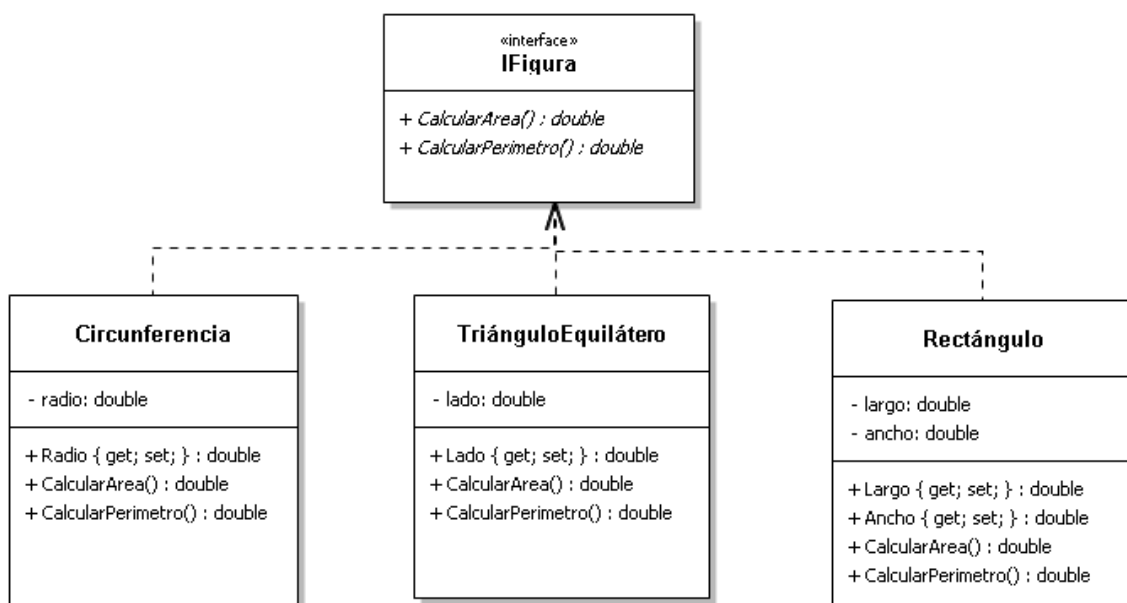 «interface»
IFigura
+ CalcularArea() : double
+ CalcularPerimetro() : double
Circunferencia
- radio: double
+ Radio { get; set; } : double
+ CalcularArea() : double
+ CalcularPerimetro() : double
TriánguloEquilátero
- lado: double
+ Lado { get; set; } : double
+ CalcularArea() : double
+ CalcularPerimetro() : double
Rectángulo
- largo: double
- ancho: double
+ Largo { get; set; } : double
+ Ancho { get; set; } : double
+ CalcularArea() : double
+ CalcularPerimetro() : double